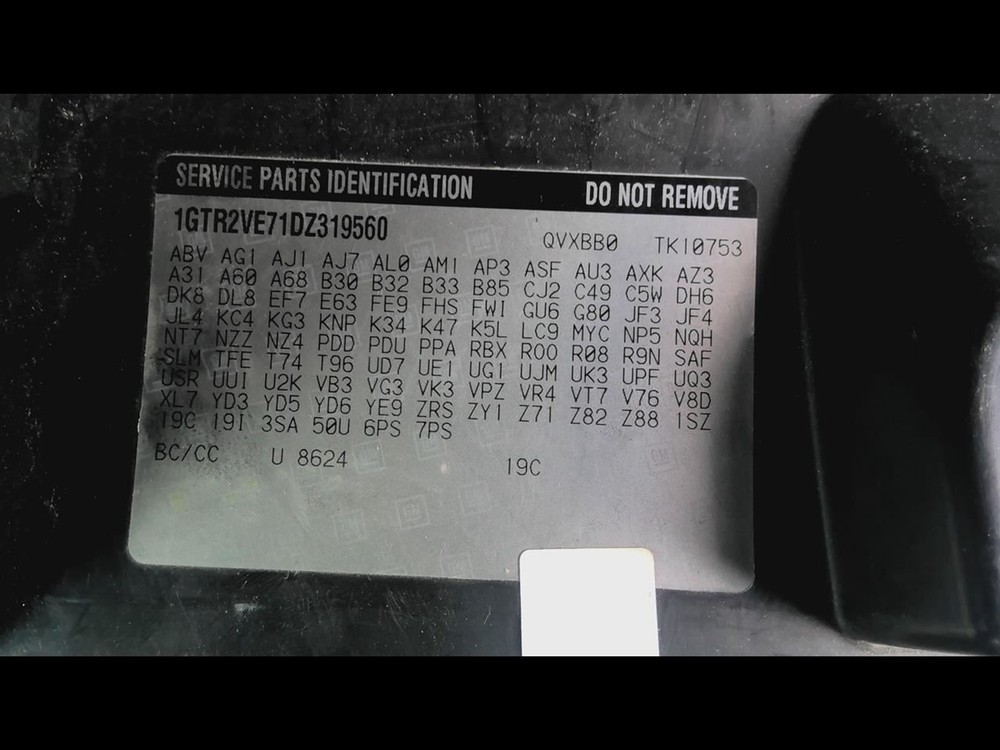 SERVICE PARTS IDENTIFICATION DO NOT REMOVE
1GTR2VE71DZ319560 QVXBB0 TKI0753
ABV AG1 AJ1 AJ7 AL0 AM1 AP3 ASF AU3 AXK AZ3
A31 A60 A68 B30 B32 B33 B85 CJ2 C49 C5W DH6
DK8 DL8 EF7 E63 FE9 FHS FWI GU6 G80 JF3 JF4
JL4 KC4 KG3 KNP K34 K47 K5L LC9 MYC NP5 NQH
NT7 NZZ NZ4 PDD PDU PPA RBX R00 R08 R9N SAF
SLM TFE T74 T96 UD7 UE1 UG1 UJM UK3 UPF UQ3
USR UU1 U2K VB3 VG3 VK3 VPZ VR4 VT7 V76 V8D
XL7 YD3 YD5 YD6 YE9 ZRS ZY1 Z71 Z82 Z88 1SZ
19C 19I 3SA 50U 6PS 7PS
BC/CC U 8624 19C